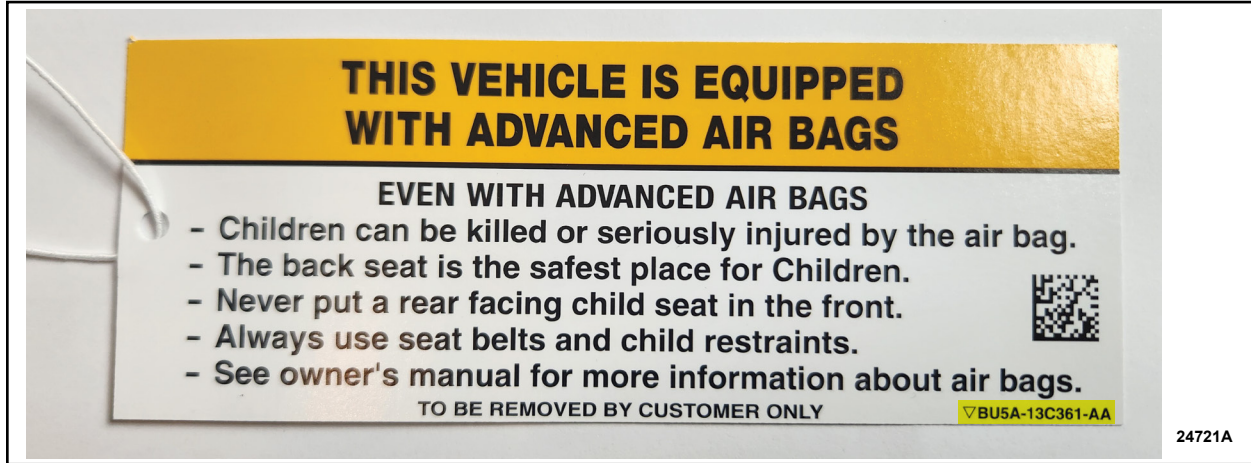 THIS VEHICLE IS EQUIPPED
WITH ADVANCED AIR BAGS
EVEN WITH ADVANCED AIR BAGS
- Children can be killed or seriously injured by the air bag.
- The back seat is the safest place for Children.
- Never put a rear facing child seat in the front.
- Always use seat belts and child restraints.
- See owner's manual for more information about air bags.
TO BE REMOVED BY CUSTOMER ONLY
▽BU5A-13C361-AA
24721A